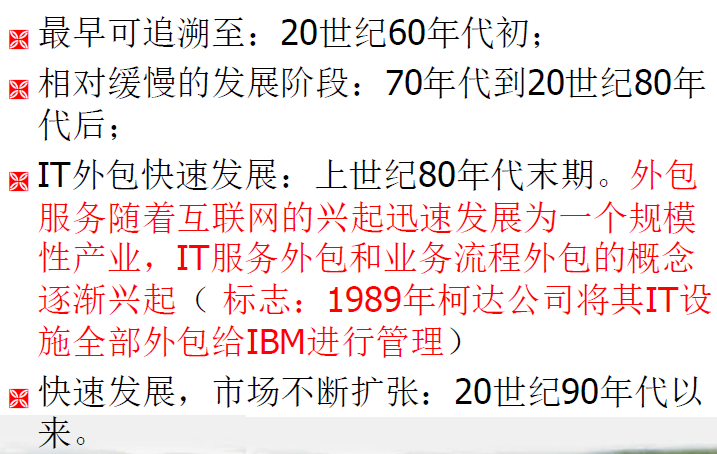 最早可追溯至：20世纪60年代初；
相对缓慢的发展阶段：70年代到20世纪80年
代后；
IT外包快速发展：上世纪80年代末期。外包
服务随着互联网的兴起迅速发展为一个规模
性产业，IT服务外包和业务流程外包的概念
逐渐兴起（ 标志：1989年柯达公司将其IT设
施全部外包给IBM进行管理）
快速发展，市场不断扩张：20世纪90年代以
来。